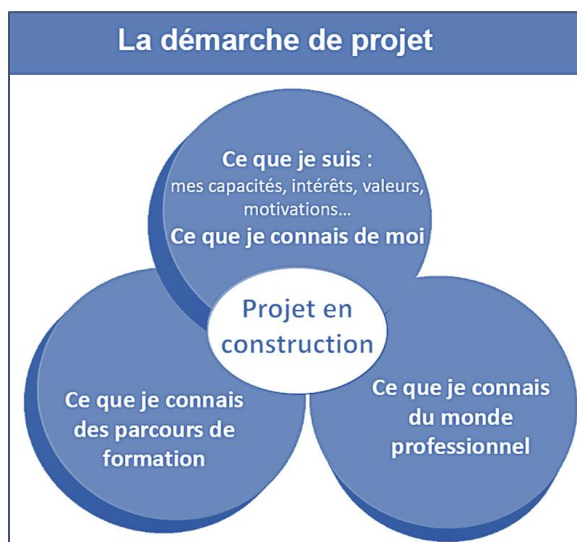 La démarche de projet
Ce que je suis :
mes capacités, intérêts, valeurs,
motivations...
Ce que je connais de moi
Projet en
construction
Ce que je connais
des parcours de
formation
Ce que je connais
du monde
professionnel